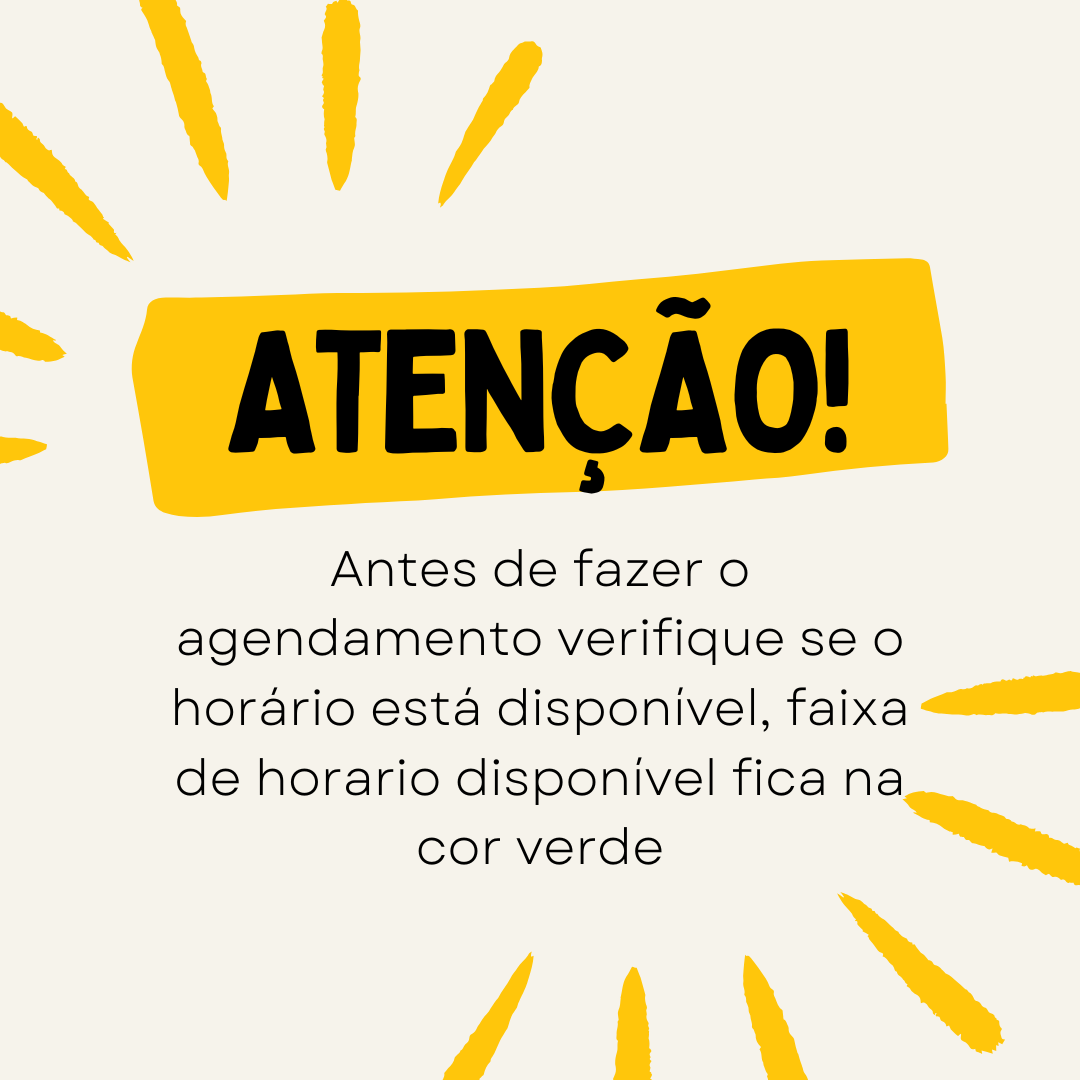 ATENÇÃO!
Antes de fazer o
agendamento verifique se o
horário está disponível, faixa
de horario disponível fica na
cor verde